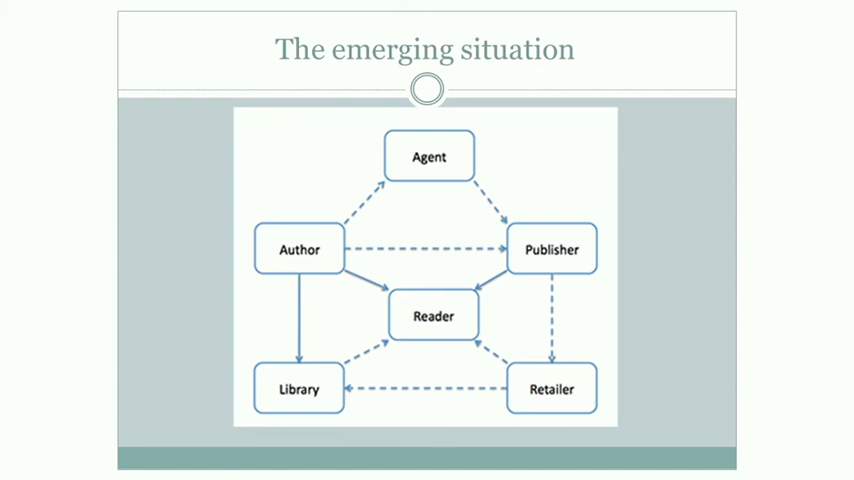 The emerging situation
Agent
Author
Publisher
Reader
Library
Retailer